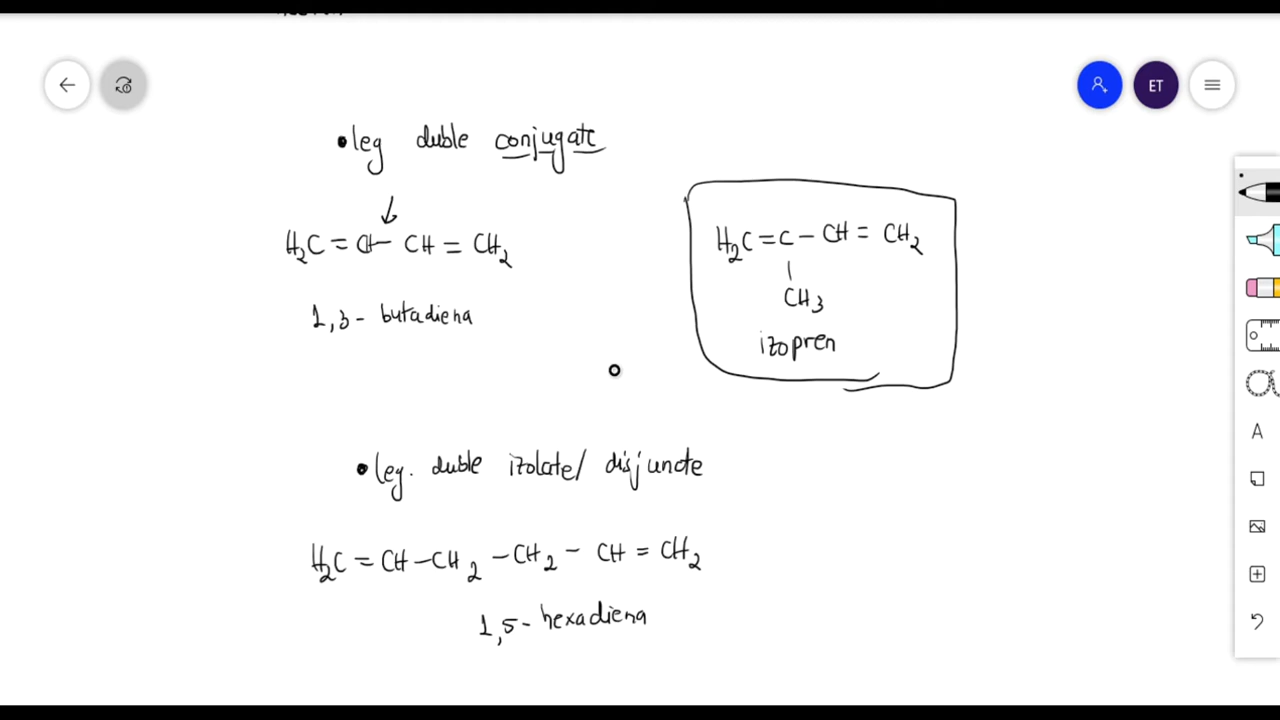 ET
•leg duble conjugate
H₂C = CH — CH = CH₂
1,3 - butadiena
H₂C = C — CH = CH₂
|
CH₃
izopren
•leg. duble izolate/ disjuncte
H₂C = CH — CH₂ — CH₂ — CH = CH₂
1,5 - hexadiena
A